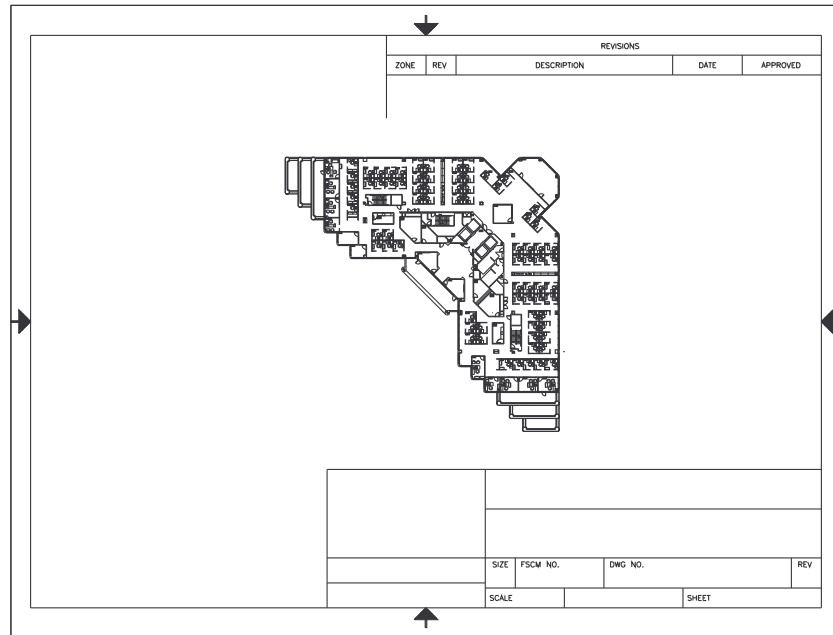 REVISIONS
ZONE REV DESCRIPTION DATE APPROVED
SIZE FSCM NO. DWG NO. REV
SCALE SHEET